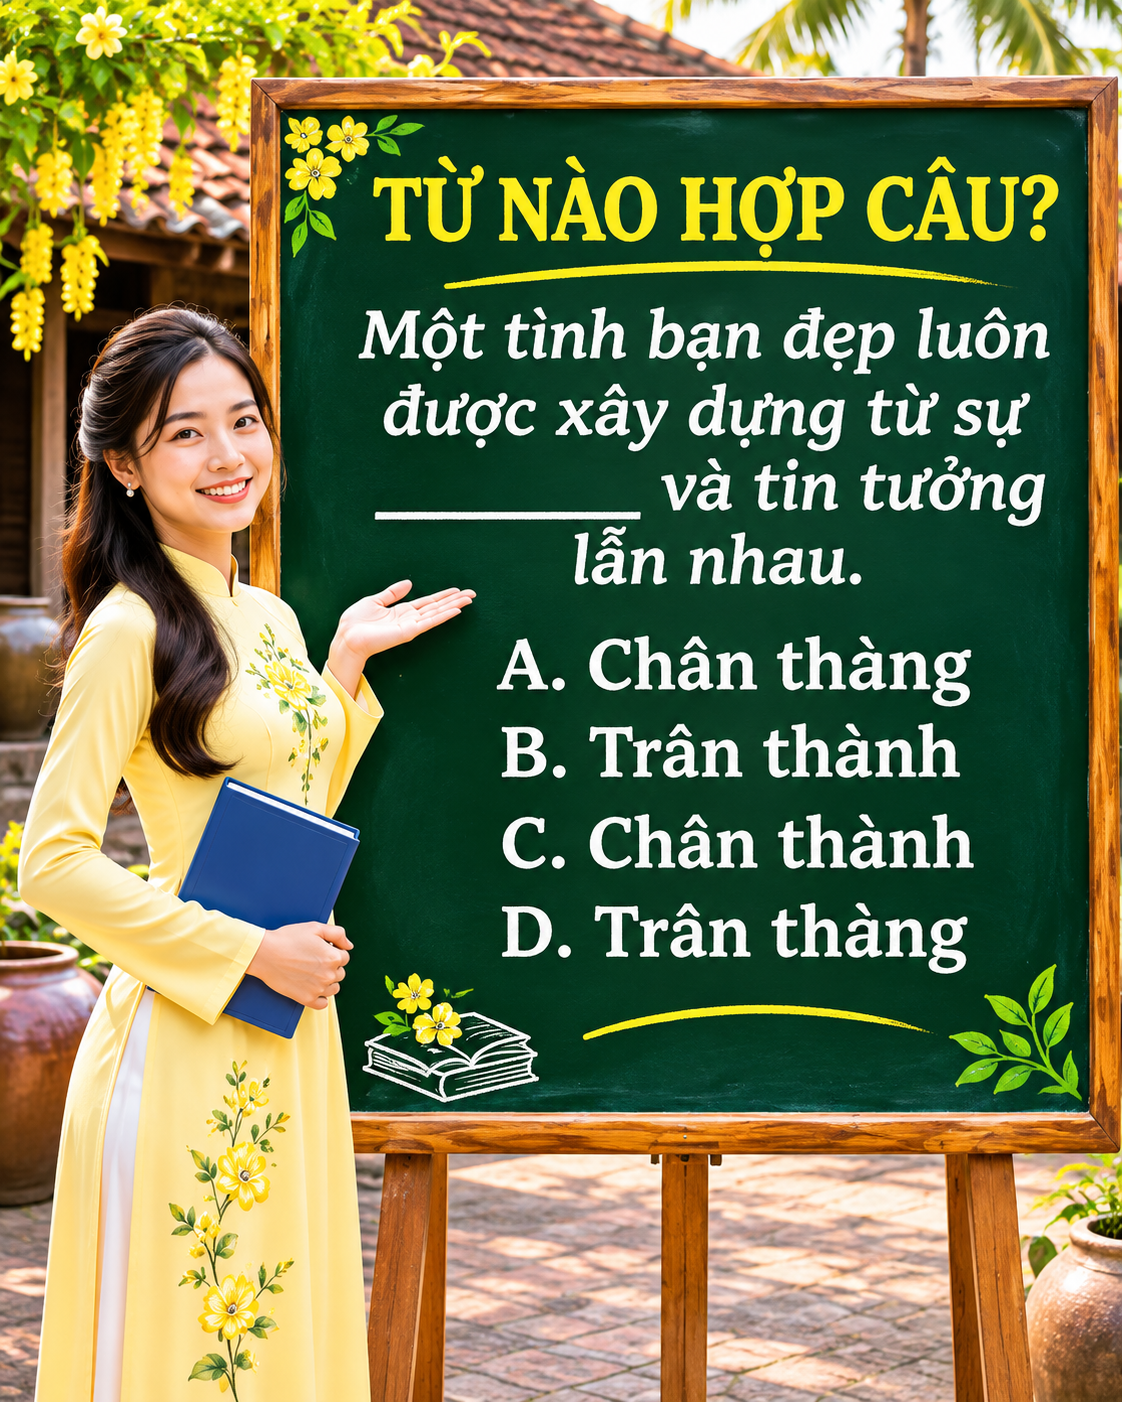 TỪ NÀO HỢP CÂU?
Một tình bạn đẹp luôn
được xây dựng từ sự
__________ và tin tưởng
lẫn nhau.
A. Chân thàng
B. Trân thành
C. Chân thành
D. Trân thàng